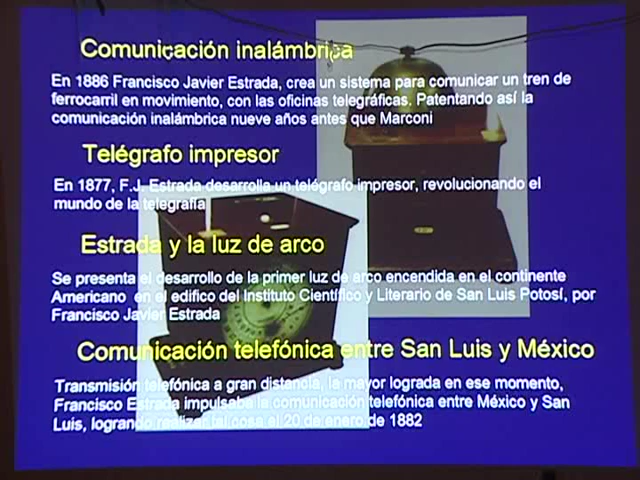 Comunicación inalámbrica
En 1886 Francisco Javier Estrada, crea un sistema para comunicar un tren de
ferrocarril en movimiento, con las oficinas telegráficas. Patentando así la
comunicación inalámbrica nueve años antes que Marconi
Telégrafo impresor
En 1877, F.J. Estrada desarrolla un telégrafo impresor, revolucionando el
mundo de la telegrafía
Estrada y la luz de arco
Se presenta el desarrollo de la primer luz de arco encendida en el continente
Americano en el edifico del Instituto Científico y Literario de San Luis Potosí, por
Francisco Javier Estrada
Comunicación telefónica entre San Luis y México
Transmisión telefónica a gran distancia, la mayor lograda en ese momento,
Francisco Estrada impulsaba la comunicación telefónica entre México y San
Luis, logrando realizar tal cosa el 20 de enero de 1882